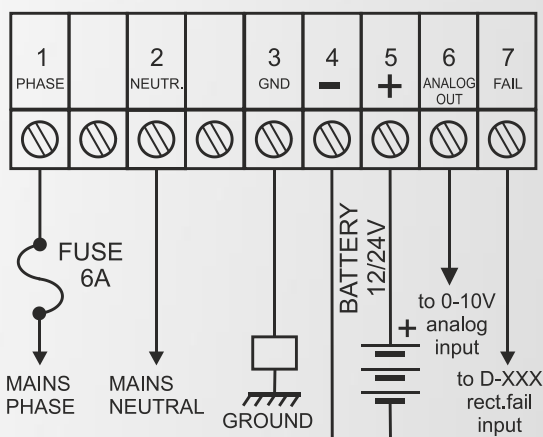 1 2 3 4 5 6 7
PHASE NEUTR. GND - + ANALOG OUT FAIL
FUSE
6A
BATTERY
12/24V
+
to 0-10V
analog
input
MAINS
PHASE
MAINS
NEUTRAL
GROUND
to D-XXX
rect.fail
input